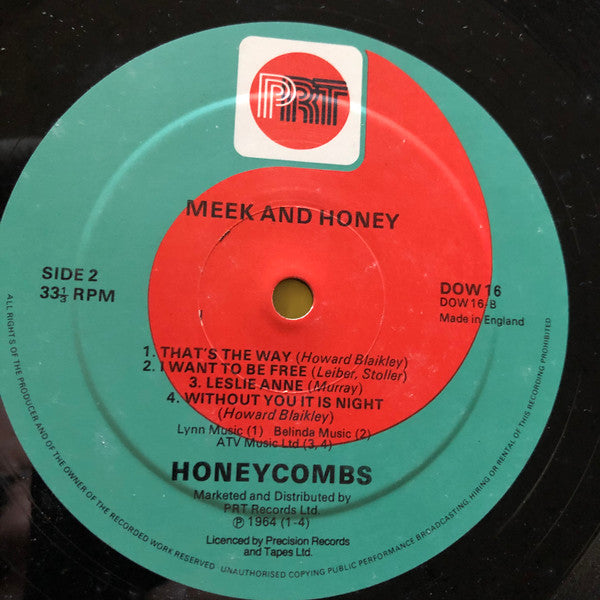 PRT
MEEK AND HONEY
SIDE 2
33⅓ RPM
DOW 16
DOW 16-B
Made in England
1. THAT'S THE WAY (Howard Blaikley)
2. I WANT TO BE FREE (Leiber, Stoller)
3. LESLIE ANNE (Murray)
4. WITHOUT YOU IT IS NIGHT
(Howard Blaikley)
Lynn Music (1) Belinda Music (2)
ATV Music Ltd (3, 4)
HONEYCOMBS
Marketed and Distributed by
PRT Records Ltd.
℗ 1964 (1-4)
Licenced by Precision Records
and Tapes Ltd.
ALL RIGHTS OF THE PRODUCER AND OF THE OWNER OF THE RECORDED WORK RESERVED UNAUTHORISED COPYING PUBLIC PERFORMANCE BROADCASTING, HIRING OR RENTAL OF THIS RECORDING PROHIBITED